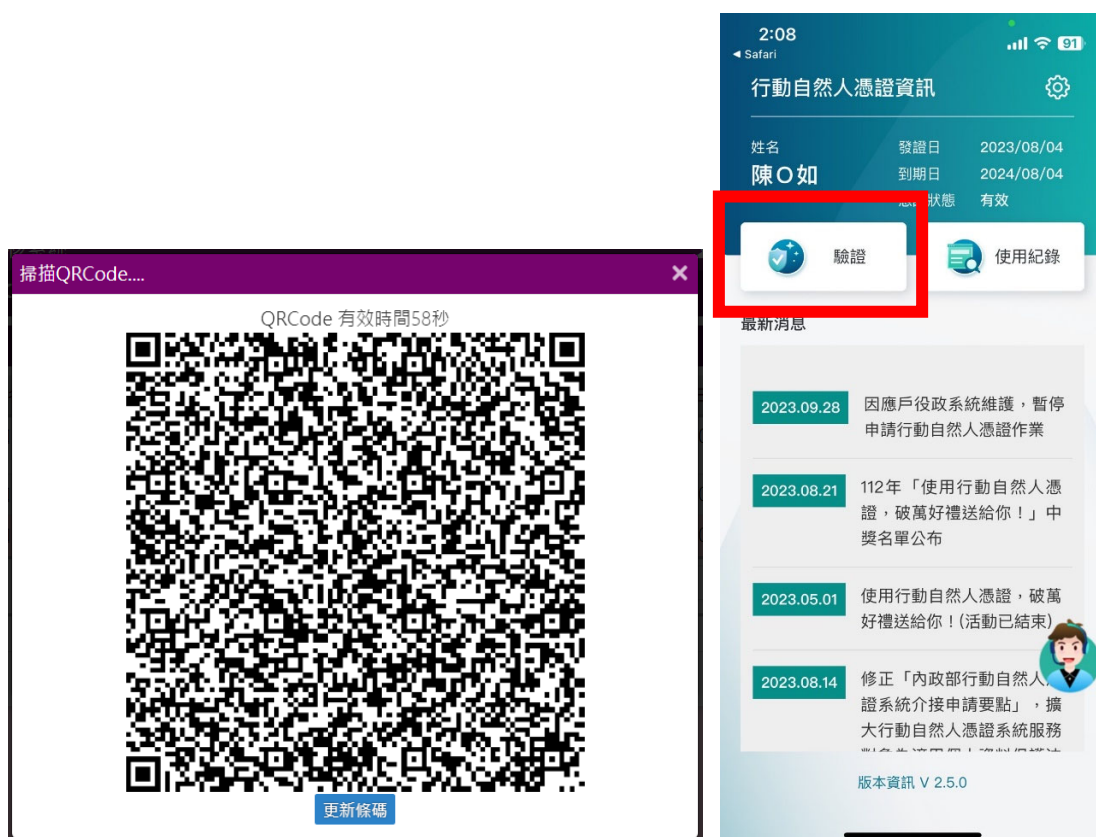 掃描QRCode....
×
QRCode 有效時間58秒
更新條碼
2:08
91
◀ Safari
行動自然人憑證資訊
姓名
發證日 2023/08/04
陳O如
到期日 2024/08/04
狀態 有效
驗證
使用紀錄
最新消息
2023.09.28
因應戶役政系統維護，暫停
申請行動自然人憑證作業
2023.08.21
112年「使用行動自然人憑
證，破萬好禮送給你！」中
獎名單公布
2023.05.01
使用行動自然人憑證，破萬
好禮送給你！(活動已結束)
2023.08.14
修正「內政部行動自然人
證系統介接申請要點」，擴
大行動自然人憑證系統服務
版本資訊 V 2.5.0